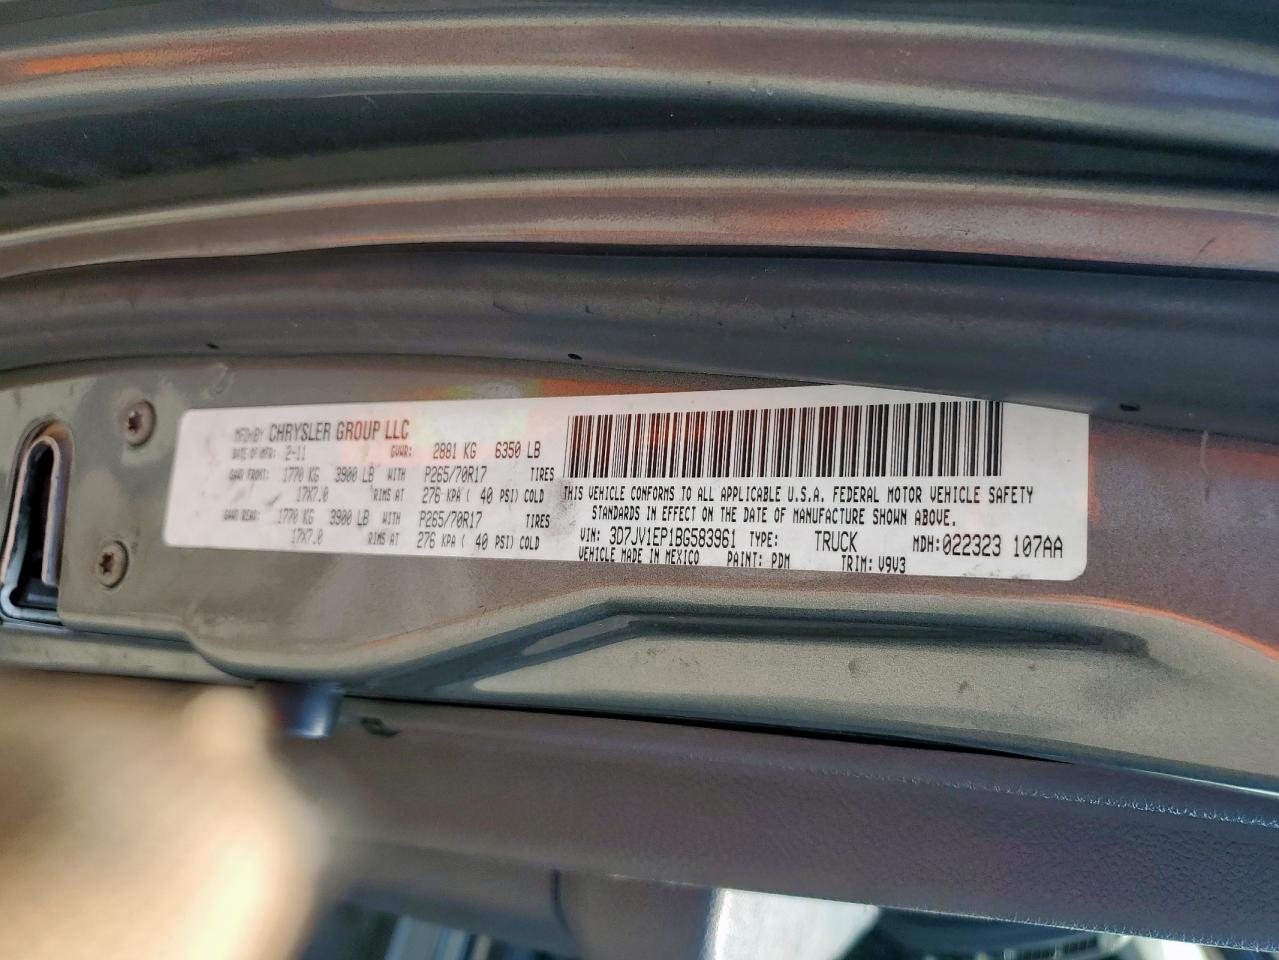 MFD BY CHRYSLER GROUP LLC
DATE OF MFR: 2-11 GVWR: 2881 KG 6350 LB
GAWR FRONT: 1770 KG 3900 LB WITH P265/70R17 TIRES
17X7.0 RIMS AT 276 KPA ( 40 PSI) COLD
GAWR REAR: 1770 KG 3900 LB WITH P265/70R17 TIRES
17X7.0 RIMS AT 276 KPA ( 40 PSI) COLD
THIS VEHICLE CONFORMS TO ALL APPLICABLE U.S.A. FEDERAL MOTOR VEHICLE SAFETY
STANDARDS IN EFFECT ON THE DATE OF MANUFACTURE SHOWN ABOVE.
VIN: 3D7JV1EP1BG583961 TYPE: TRUCK MDH: 022323 107AA
VEHICLE MADE IN MEXICO PAINT: PDM TRIM: V9V3